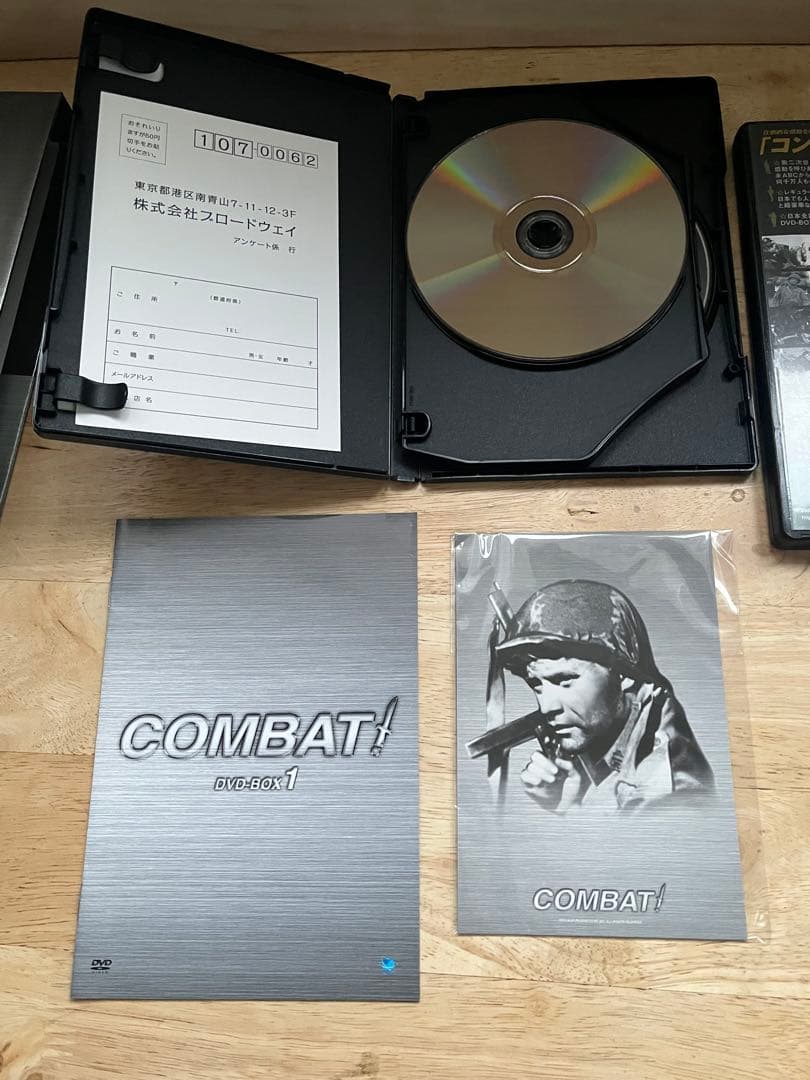 おそれいり
ますが50円
切手をお貼
りください。
107-0062
東京都港区南青山7-11-12-3F
株式会社ブロードウェイ
アンケート係 行
〒
(都道府県)
ご住所
TEL.
お名前
男・女 年齢 才
ご職業
メールアドレス
店名
「コン
DVD-BO
COMBAT!
DVD-BOX 1
DVD
VIDEO
COMBAT!